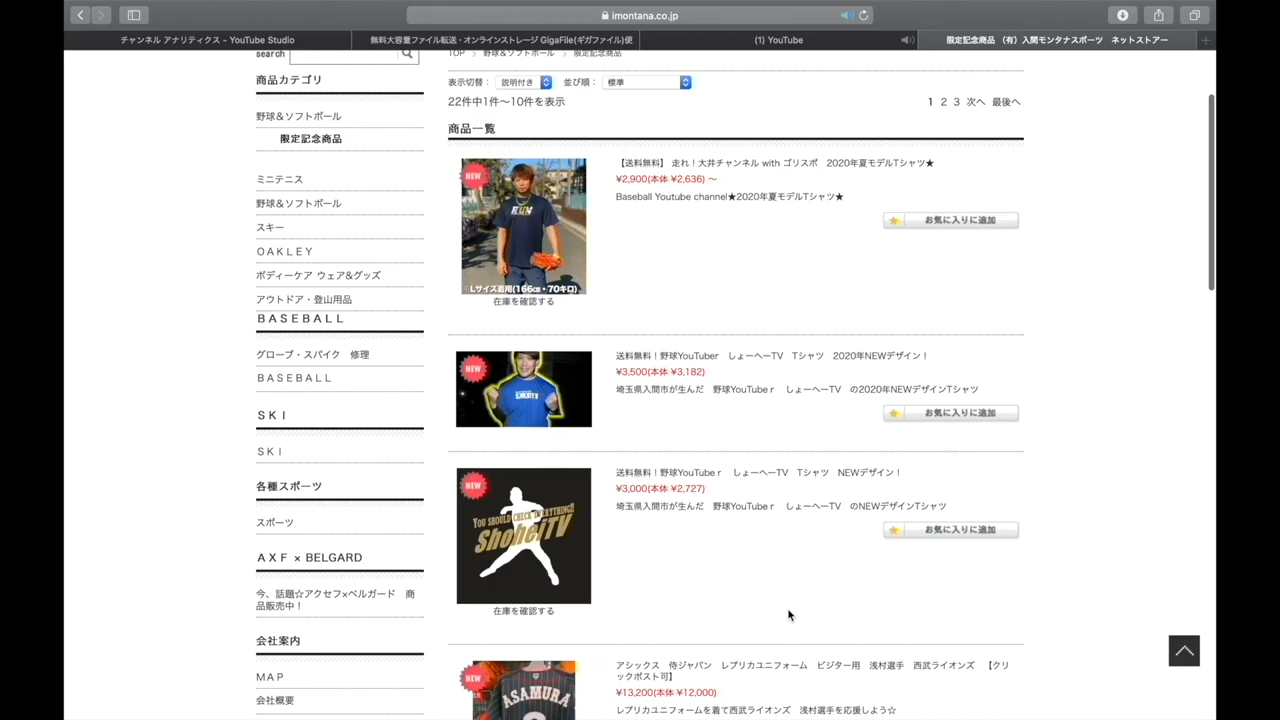 imontana.co.jp
チャンネル アナリティクス - YouTube Studio
無料大容量ファイル転送・オンラインストレージ GigaFile(ギガファイル)便
(1) YouTube
限定記念商品 （有）入間モンタナスポーツ ネットストアー
search
TOP > 野球＆ソフトボール > 限定記念商品
商品カテゴリ
野球＆ソフトボール
限定記念商品
ミニテニス
野球＆ソフトボール
スキー
ＯＡＫＬＥＹ
ボディーケア ウェア&グッズ
アウトドア・登山用品
ＢＡＳＥＢＡＬＬ
グローブ・スパイク　修理
ＢＡＳＥＢＡＬＬ
ＳＫＩ
ＳＫＩ
各種スポーツ
スポーツ
ＡＸＦ × BELGARD
今、話題☆アクセフ×ベルガード　商
品販売中！
会社案内
ＭＡＰ
会社概要
表示切替： 説明付き 並び順： 標準
22件中1件～10件を表示
1 2 3 次へ 最後へ
商品一覧
NEW
Lサイズ着用(166㎝・70キロ)
在庫を確認する
【送料無料】 走れ！大井チャンネル with ゴリスポ　2020年夏モデルTシャツ★
¥2,900(本体 ¥2,636) ～
Baseball Youtube channel★2020年夏モデルTシャツ★
お気に入りに追加
NEW
SHOHEITV
送料無料！野球YouTuber　しょーへーTV　Tシャツ　2020年NEWデザイン！
¥3,500(本体 ¥3,182)
埼玉県入間市が生んだ　野球YouTubeｒ　しょーへーTV　の2020年NEWデザインTシャツ
お気に入りに追加
NEW
YOU SHOULD CHECK EVERYTHING!!
ShoheiTV
在庫を確認する
送料無料！野球YouTubeｒ　しょーへーTV　Tシャツ　NEWデザイン！
¥3,000(本体 ¥2,727)
埼玉県入間市が生んだ　野球YouTubeｒ　しょーへーTV　のNEWデザインTシャツ
お気に入りに追加
NEW
ASAMURA
アシックス　侍ジャパン　レプリカユニフォーム　ビジター用　浅村選手　西武ライオンズ　【クリ
ックポスト可】
¥13,200(本体 ¥12,000)
レプリカユニフォームを着て西武ライオンズ　浅村選手を応援しよう☆